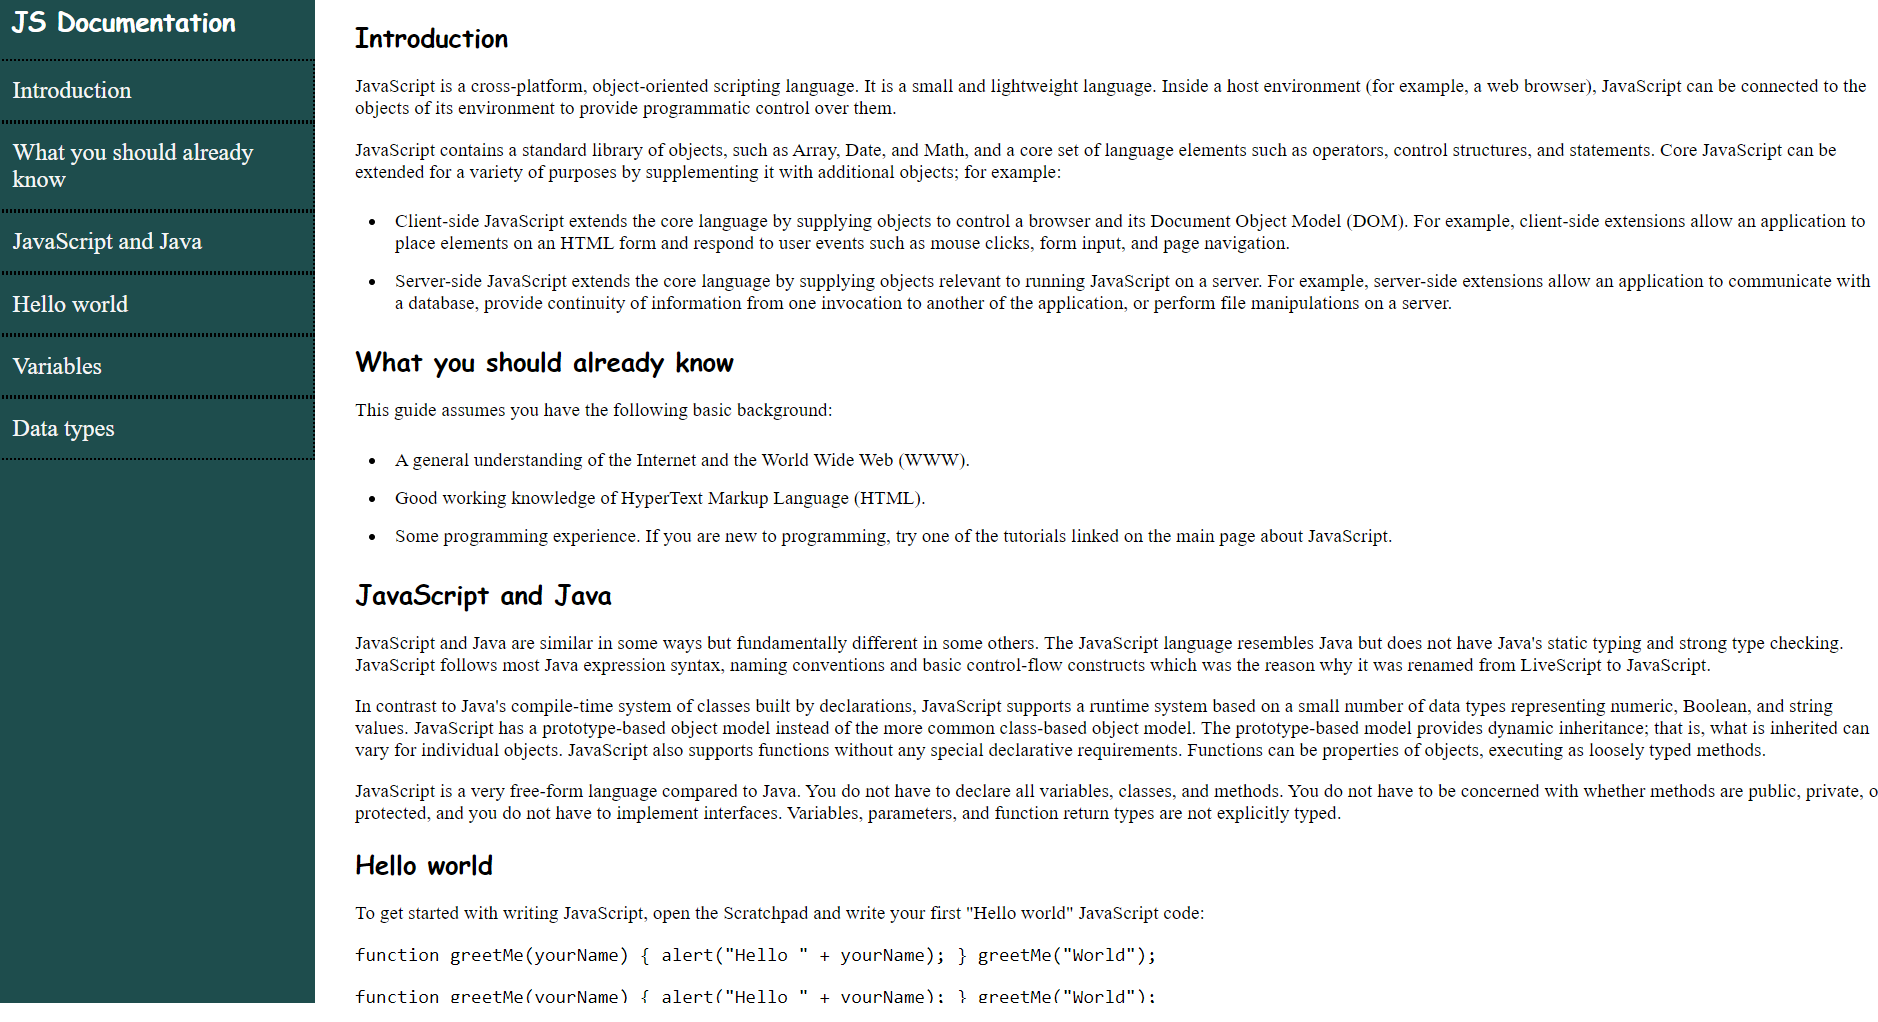 JS Documentation
Introduction
What you should already
know
JavaScript and Java
Hello world
Variables
Data types
Introduction
JavaScript is a cross-platform, object-oriented scripting language. It is a small and lightweight language. Inside a host environment (for example, a web browser), JavaScript can be connected to the
objects of its environment to provide programmatic control over them.
JavaScript contains a standard library of objects, such as Array, Date, and Math, and a core set of language elements such as operators, control structures, and statements. Core JavaScript can be
extended for a variety of purposes by supplementing it with additional objects; for example:
• Client-side JavaScript extends the core language by supplying objects to control a browser and its Document Object Model (DOM). For example, client-side extensions allow an application to
place elements on an HTML form and respond to user events such as mouse clicks, form input, and page navigation.
• Server-side JavaScript extends the core language by supplying objects relevant to running JavaScript on a server. For example, server-side extensions allow an application to communicate with
a database, provide continuity of information from one invocation to another of the application, or perform file manipulations on a server.
What you should already know
This guide assumes you have the following basic background:
• A general understanding of the Internet and the World Wide Web (WWW).
• Good working knowledge of HyperText Markup Language (HTML).
• Some programming experience. If you are new to programming, try one of the tutorials linked on the main page about JavaScript.
JavaScript and Java
JavaScript and Java are similar in some ways but fundamentally different in some others. The JavaScript language resembles Java but does not have Java's static typing and strong type checking.
JavaScript follows most Java expression syntax, naming conventions and basic control-flow constructs which was the reason why it was renamed from LiveScript to JavaScript.
In contrast to Java's compile-time system of classes built by declarations, JavaScript supports a runtime system based on a small number of data types representing numeric, Boolean, and string
values. JavaScript has a prototype-based object model instead of the more common class-based object model. The prototype-based model provides dynamic inheritance; that is, what is inherited can
vary for individual objects. JavaScript also supports functions without any special declarative requirements. Functions can be properties of objects, executing as loosely typed methods.
JavaScript is a very free-form language compared to Java. You do not have to declare all variables, classes, and methods. You do not have to be concerned with whether methods are public, private, o
protected, and you do not have to implement interfaces. Variables, parameters, and function return types are not explicitly typed.
Hello world
To get started with writing JavaScript, open the Scratchpad and write your first "Hello world" JavaScript code:
function greetMe(yourName) { alert("Hello " + yourName); } greetMe("World");
function greetMe(yourName) { alert("Hello " + yourName); } greetMe("World");